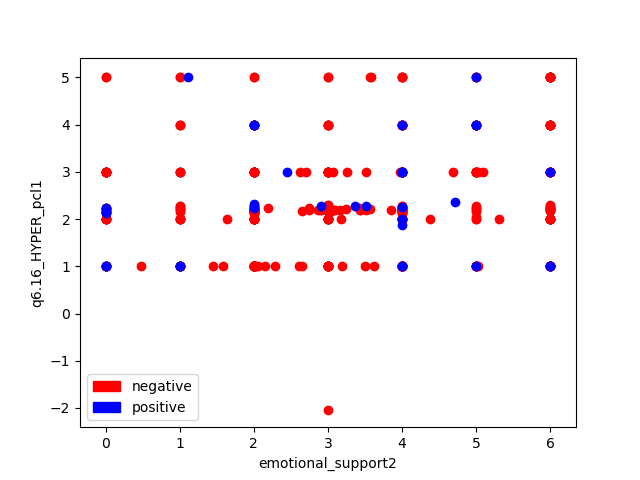 5
4
3
2
1
0
−1
−2
q6.16_HYPER_pcl1
negative
positive
0 1 2 3 4 5 6
emotional_support2